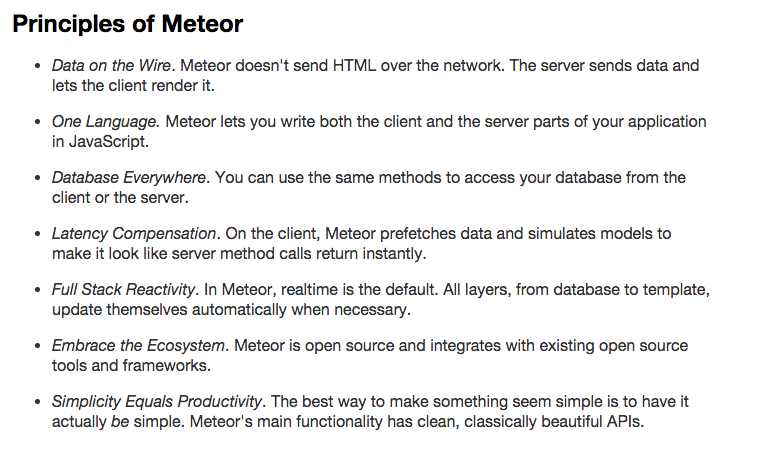 Principles of Meteor
• Data on the Wire. Meteor doesn't send HTML over the network. The server sends data and
lets the client render it.
• One Language. Meteor lets you write both the client and the server parts of your application
in JavaScript.
• Database Everywhere. You can use the same methods to access your database from the
client or the server.
• Latency Compensation. On the client, Meteor prefetches data and simulates models to
make it look like server method calls return instantly.
• Full Stack Reactivity. In Meteor, realtime is the default. All layers, from database to template,
update themselves automatically when necessary.
• Embrace the Ecosystem. Meteor is open source and integrates with existing open source
tools and frameworks.
• Simplicity Equals Productivity. The best way to make something seem simple is to have it
actually be simple. Meteor's main functionality has clean, classically beautiful APIs.